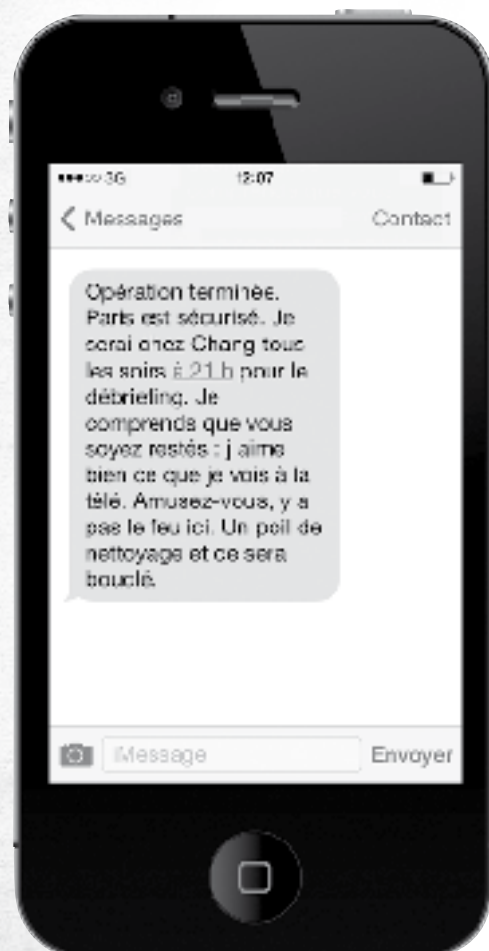 3G 12:07
Messages Contact
Opération terminée.
Paris est sécurisé. Je
serai chez Chang tous
les soirs à 21 h pour le
débriefing. Je
comprends que vous
soyez restés : j'aime
bien ce que je vois à la
télé. Amusez-vous, y a
pas le feu ici. Un poil de
nettoyage et ce sera
bouclé.
iMessage Envoyer